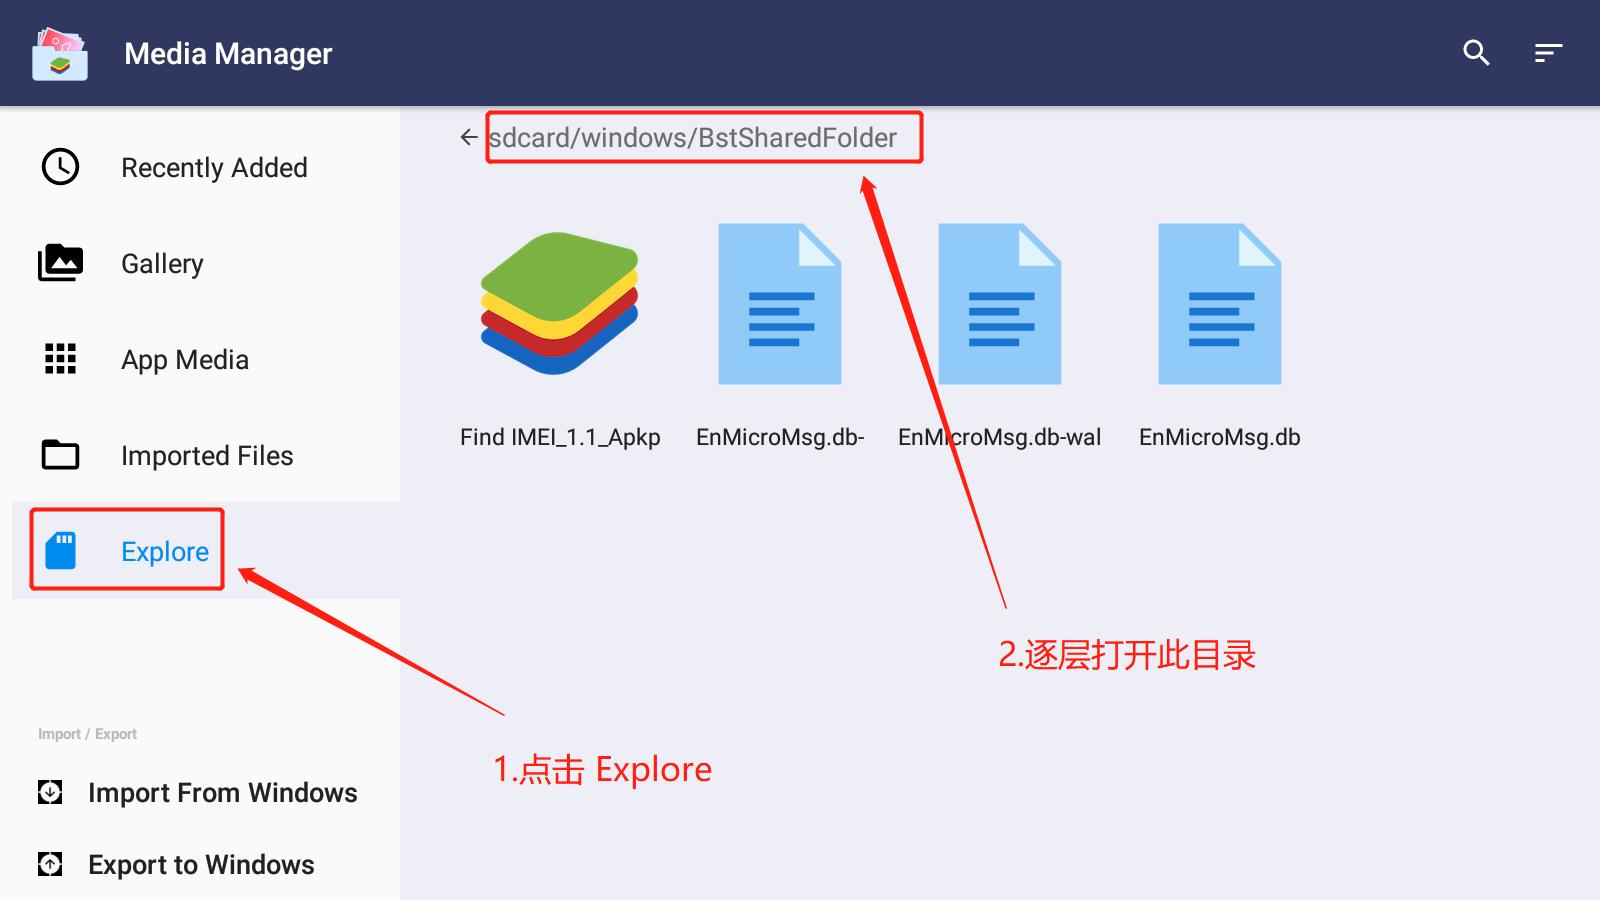 Media Manager
sdcard/windows/BstSharedFolder
Recently Added
Gallery
App Media
Imported Files
Explore
Find IMEI_1.1_Apkp
EnMicroMsg.db-
EnMicroMsg.db-wal
EnMicroMsg.db
2.逐层打开此目录
1.点击 Explore
Import / Export
Import From Windows
Export to Windows